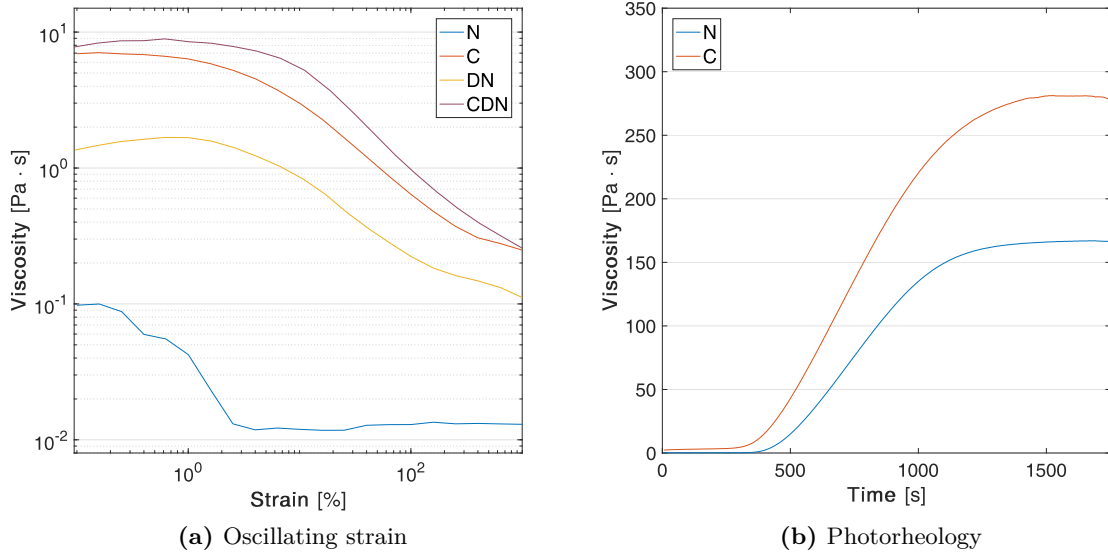 N
C
DN
CDN
10^1
10^0
10^-1
10^-2
Viscosity [Pa · s]
10^0
10^2
Strain [%]
(a) Oscillating strain
N
C
350
300
250
200
150
100
50
0
Viscosity [Pa · s]
0
500
1000
1500
Time [s]
(b) Photorheology